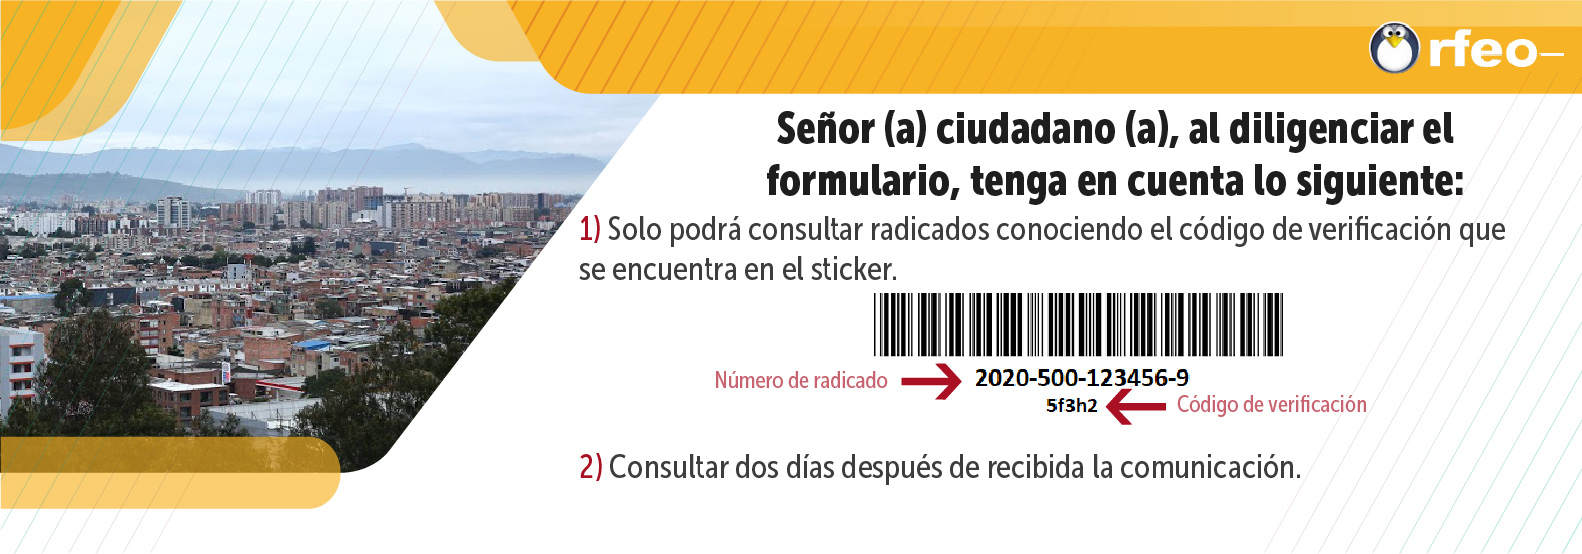 rfeo
Señor (a) ciudadano (a), al diligenciar el
formulario, tenga en cuenta lo siguiente:
1) Solo podrá consultar radicados conociendo el código de verificación que
se encuentra en el sticker.
Número de radicado 2020-500-123456-9
5f3h2 Código de verificación
2) Consultar dos días después de recibida la comunicación.